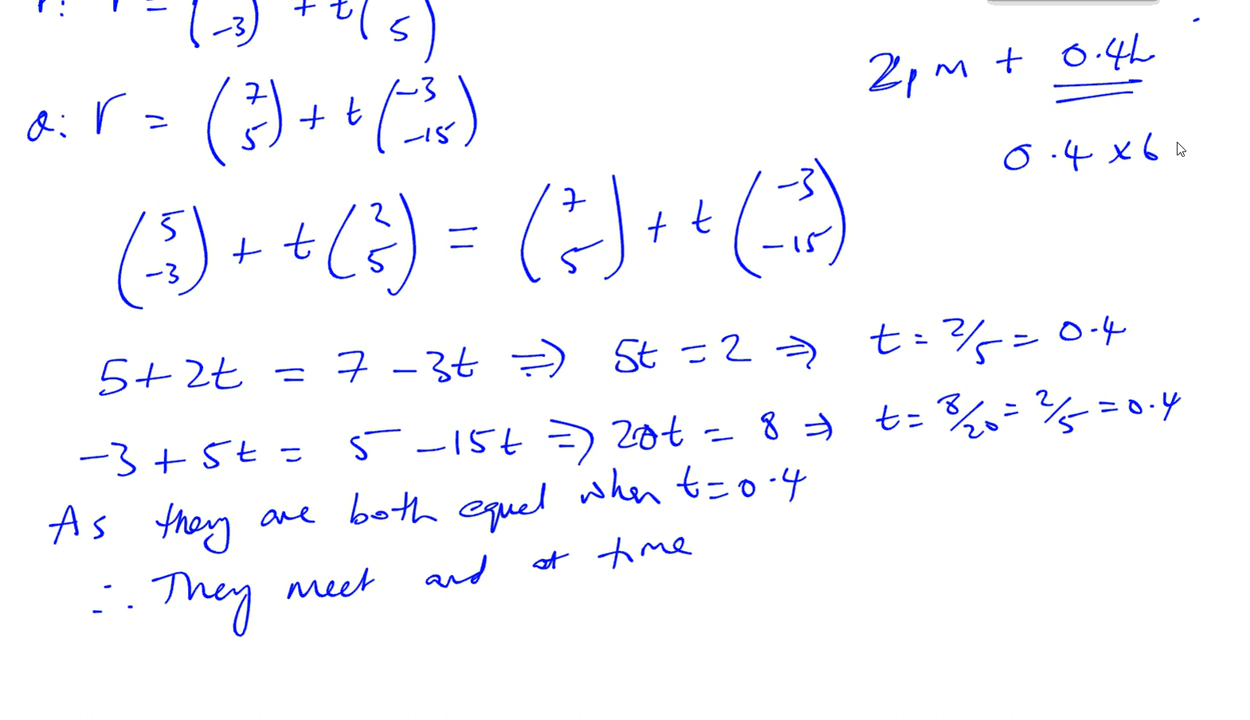 r = ( -3) + t( 5)
Q: r = (7 5) + t(-3 -15)
2pm + 0.4h
0.4 × 6
(5 -3) + t(2 5) = (7 5) + t(-3 -15)
5+2t = 7 - 3t ⇒ 5t = 2 ⇒ t = 2/5 = 0.4
-3 + 5t = 5 - 15t ⇒ 20t = 8 ⇒ t = 8/20 = 2/5 = 0.4
As they are both equal when t = 0.4
∴ They meet and at time